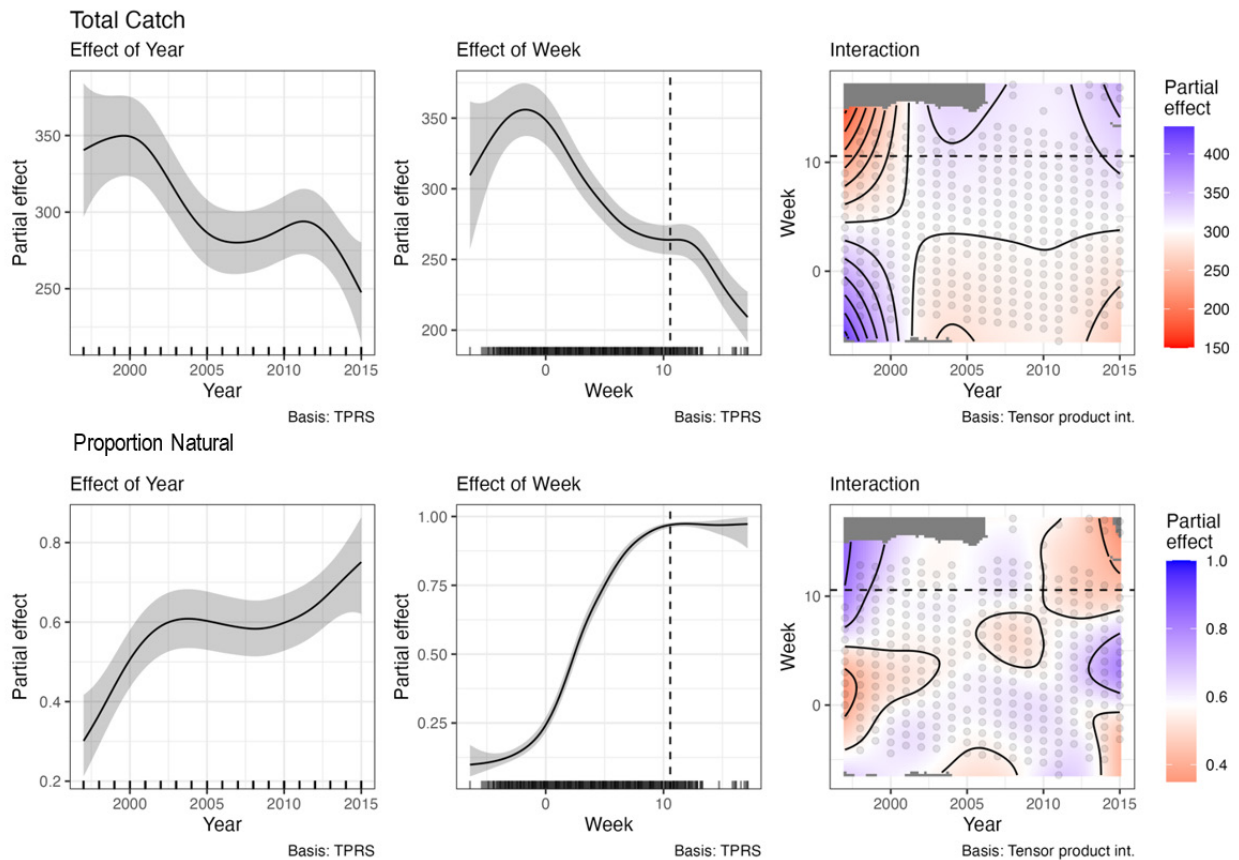 Total Catch
Effect of Year
Effect of Week
Interaction
Partial effect
350
300
250
2000
2005
2010
2015
Year
Basis: TPRS
Partial effect
350
300
250
200
0
10
Week
Basis: TPRS
Week
10
0
2000
2005
2010
2015
Year
Basis: Tensor product int.
Partial
effect
400
350
300
250
200
150
Proportion Natural
Effect of Year
Effect of Week
Interaction
Partial effect
0.8
0.6
0.4
0.2
2000
2005
2010
2015
Year
Basis: TPRS
Partial effect
1.00
0.75
0.50
0.25
0
10
Week
Basis: TPRS
Week
10
0
2000
2005
2010
2015
Year
Basis: Tensor product int.
Partial
effect
1.0
0.8
0.6
0.4